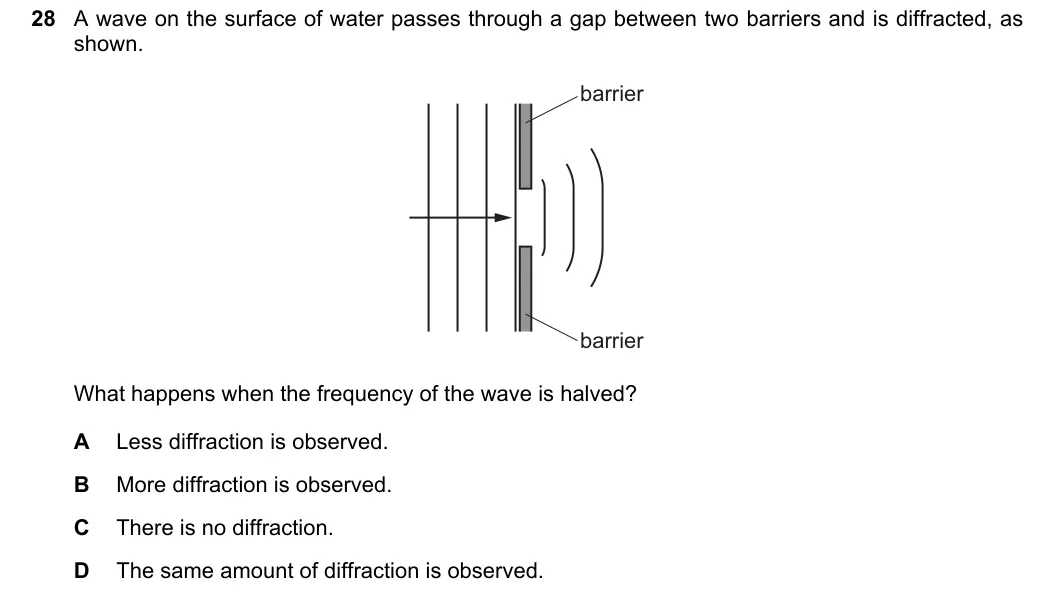 28 A wave on the surface of water passes through a gap between two barriers and is diffracted, as
shown.
barrier
barrier
What happens when the frequency of the wave is halved?
A Less diffraction is observed.
B More diffraction is observed.
C There is no diffraction.
D The same amount of diffraction is observed.